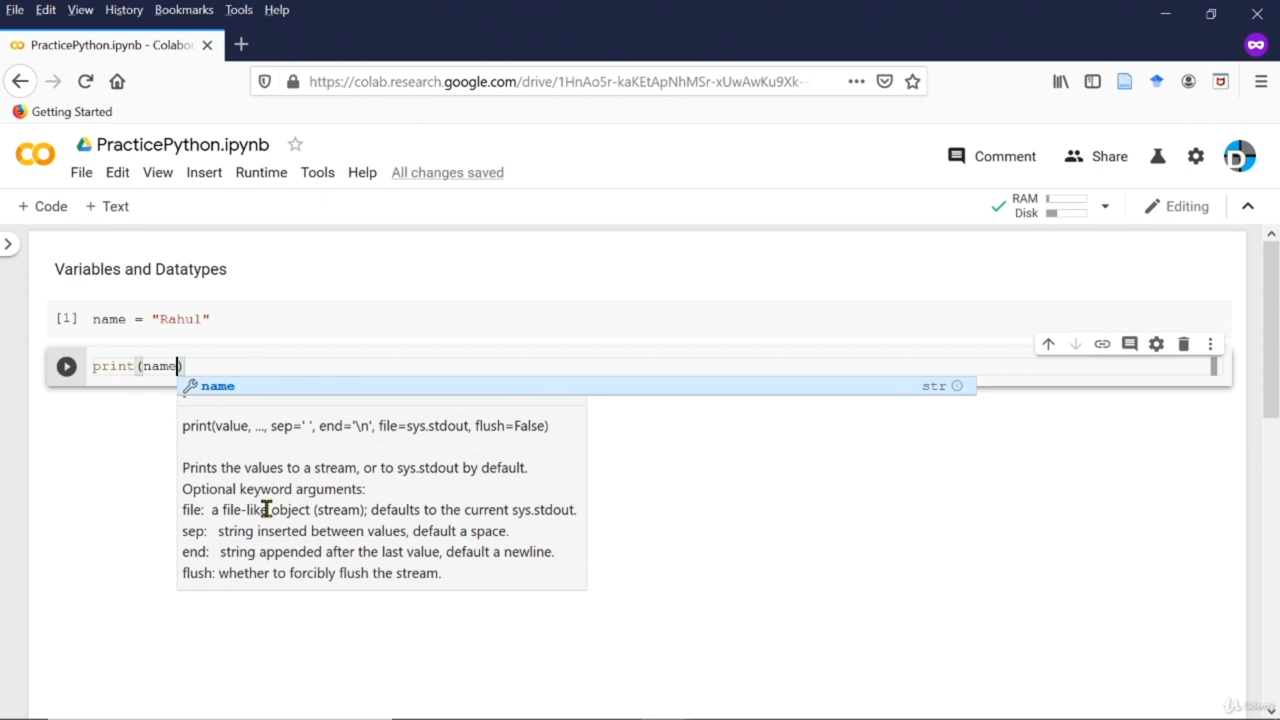 File Edit View History Bookmarks Tools Help
PracticePython.ipynb - Colabor
https://colab.research.google.com/drive/1HnAo5r-kaKEtApNhMSr-xUwAwKu9Xk-
Getting Started
PracticePython.ipynb
File Edit View Insert Runtime Tools Help All changes saved
Comment Share
+ Code + Text
RAM
Disk
Editing
Variables and Datatypes
[1] name = "Rahul"
print(name)
name str
print(value, ..., sep=' ', end='\n', file=sys.stdout, flush=False)
Prints the values to a stream, or to sys.stdout by default.
Optional keyword arguments:
file: a file-like object (stream); defaults to the current sys.stdout.
sep: string inserted between values, default a space.
end: string appended after the last value, default a newline.
flush: whether to forcibly flush the stream.
Udemy